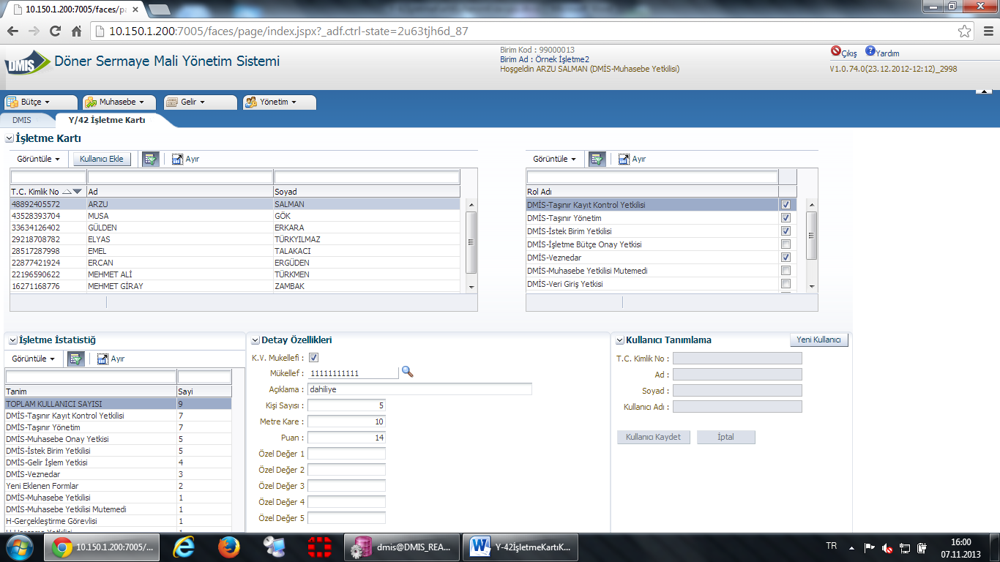 10.150.1.200:7005/faces/pa
10.150.1.200:7005/faces/page/index.jspx?_adf.ctrl-state=2u63tjh6d_87
DMIS
Döner Sermaye Mali Yönetim Sistemi
Birim Kod : 99000013
Birim Ad : Örnek İşletme2
Hoşgeldin ARZU SALMAN (DMİS-Muhasebe Yetkilisi)
Çıkış
Yardım
V1.0.74.0(23.12.2012-12:12)_2998
Bütçe
Muhasebe
Gelir
Yönetim
DMIS
Y/42 İşletme Kartı
İşletme Kartı
Görüntüle
Kullanıcı Ekle
Ayır
T.C. Kimlik No Ad Soyad
48892405572 ARZU SALMAN
43528393704 MUSA GÖK
33634126402 GÜLDEN ERKARA
29218708782 ELYAS TÜRKYILMAZ
28517287998 EMEL TALAKACI
22877421924 ERCAN ERGÜDEN
22196590622 MEHMET ALİ TÜRKMEN
16271168776 MEHMET GİRAY ZAMBAK
Görüntüle
Ayır
Rol Adı
DMİS-Taşınır Kayıt Kontrol Yetkilisi
DMİS-Taşınır Yönetim
DMİS-İstek Birim Yetkilisi
DMİS-İşletme Bütçe Onay Yetkisi
DMİS-Veznedar
DMİS-Muhasebe Yetkilisi Mutemedi
DMİS-Veri Giriş Yetkisi
İşletme İstatistiğ
Görüntüle
Ayır
Tanim Sayi
TOPLAM KULLANICI SAYISI 9
DMİS-Taşınır Kayıt Kontrol Yetkilisi 7
DMİS-Taşınır Yönetim 7
DMİS-Muhasebe Onay Yetkisi 5
DMİS-İstek Birim Yetkilisi 5
DMİS-Gelir İşlem Yetkisi 4
DMİS-Veznedar 3
Yeni Eklenen Formlar 2
DMİS-Muhasebe Yetkilisi 1
DMİS-Muhasebe Yetkilisi Mutemedi 1
H-Gerçekleştirme Görevlisi 1
Detay Özellikleri
K.V. Mukellefi :
Mükellef : 11111111111
Açıklama : dahiliye
Kişi Sayısı : 5
Metre Kare : 10
Puan : 14
Özel Değer 1
Özel Değer 2
Özel Değer 3
Özel Değer 4
Özel Değer 5
Kullanıcı Tanımlama
Yeni Kullanıcı
T.C. Kimlik No :
Ad :
Soyad :
Kullanıcı Adı :
Kullanıcı Kaydet
İptal
10.150.1.200:7005/...
dmis@DMIS_REA...
Y-42İşletmeKartıK...
TR
16:00
07.11.2013